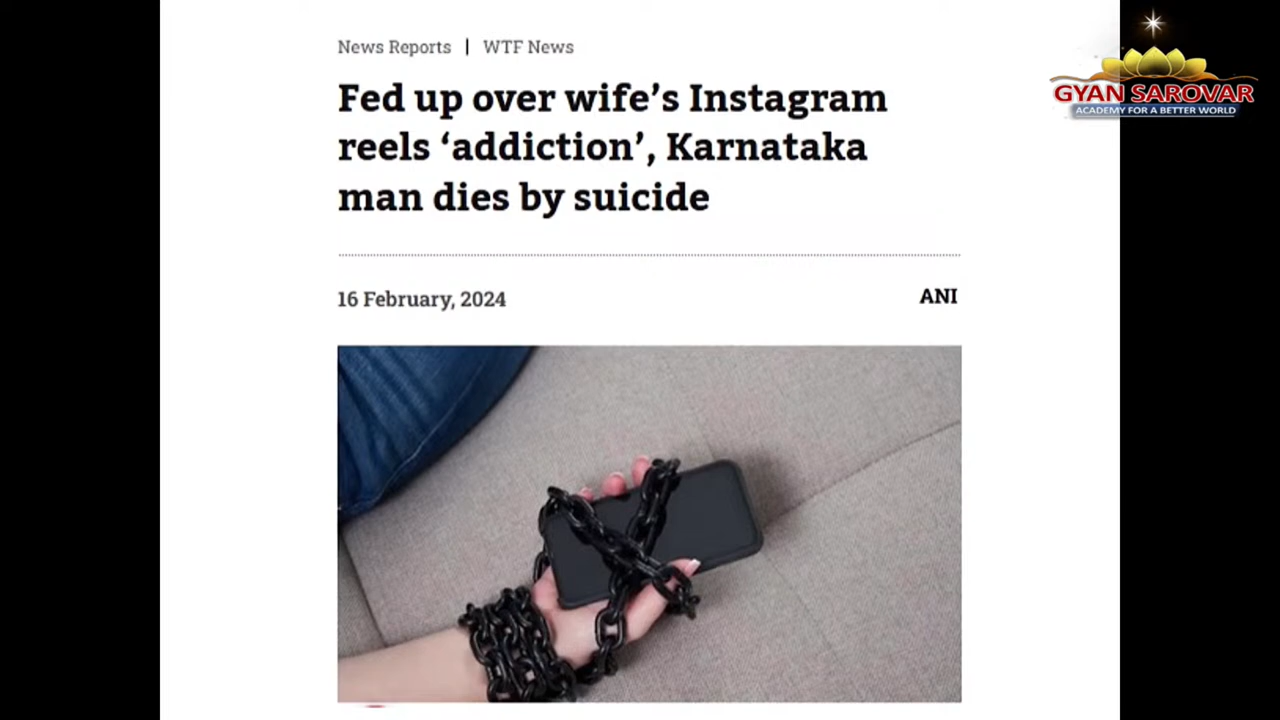 News Reports | WTF News
GYAN SAROVAR
ACADEMY FOR A BETTER WORLD
Fed up over wife’s Instagram
reels ‘addiction’, Karnataka
man dies by suicide
16 February, 2024
ANI